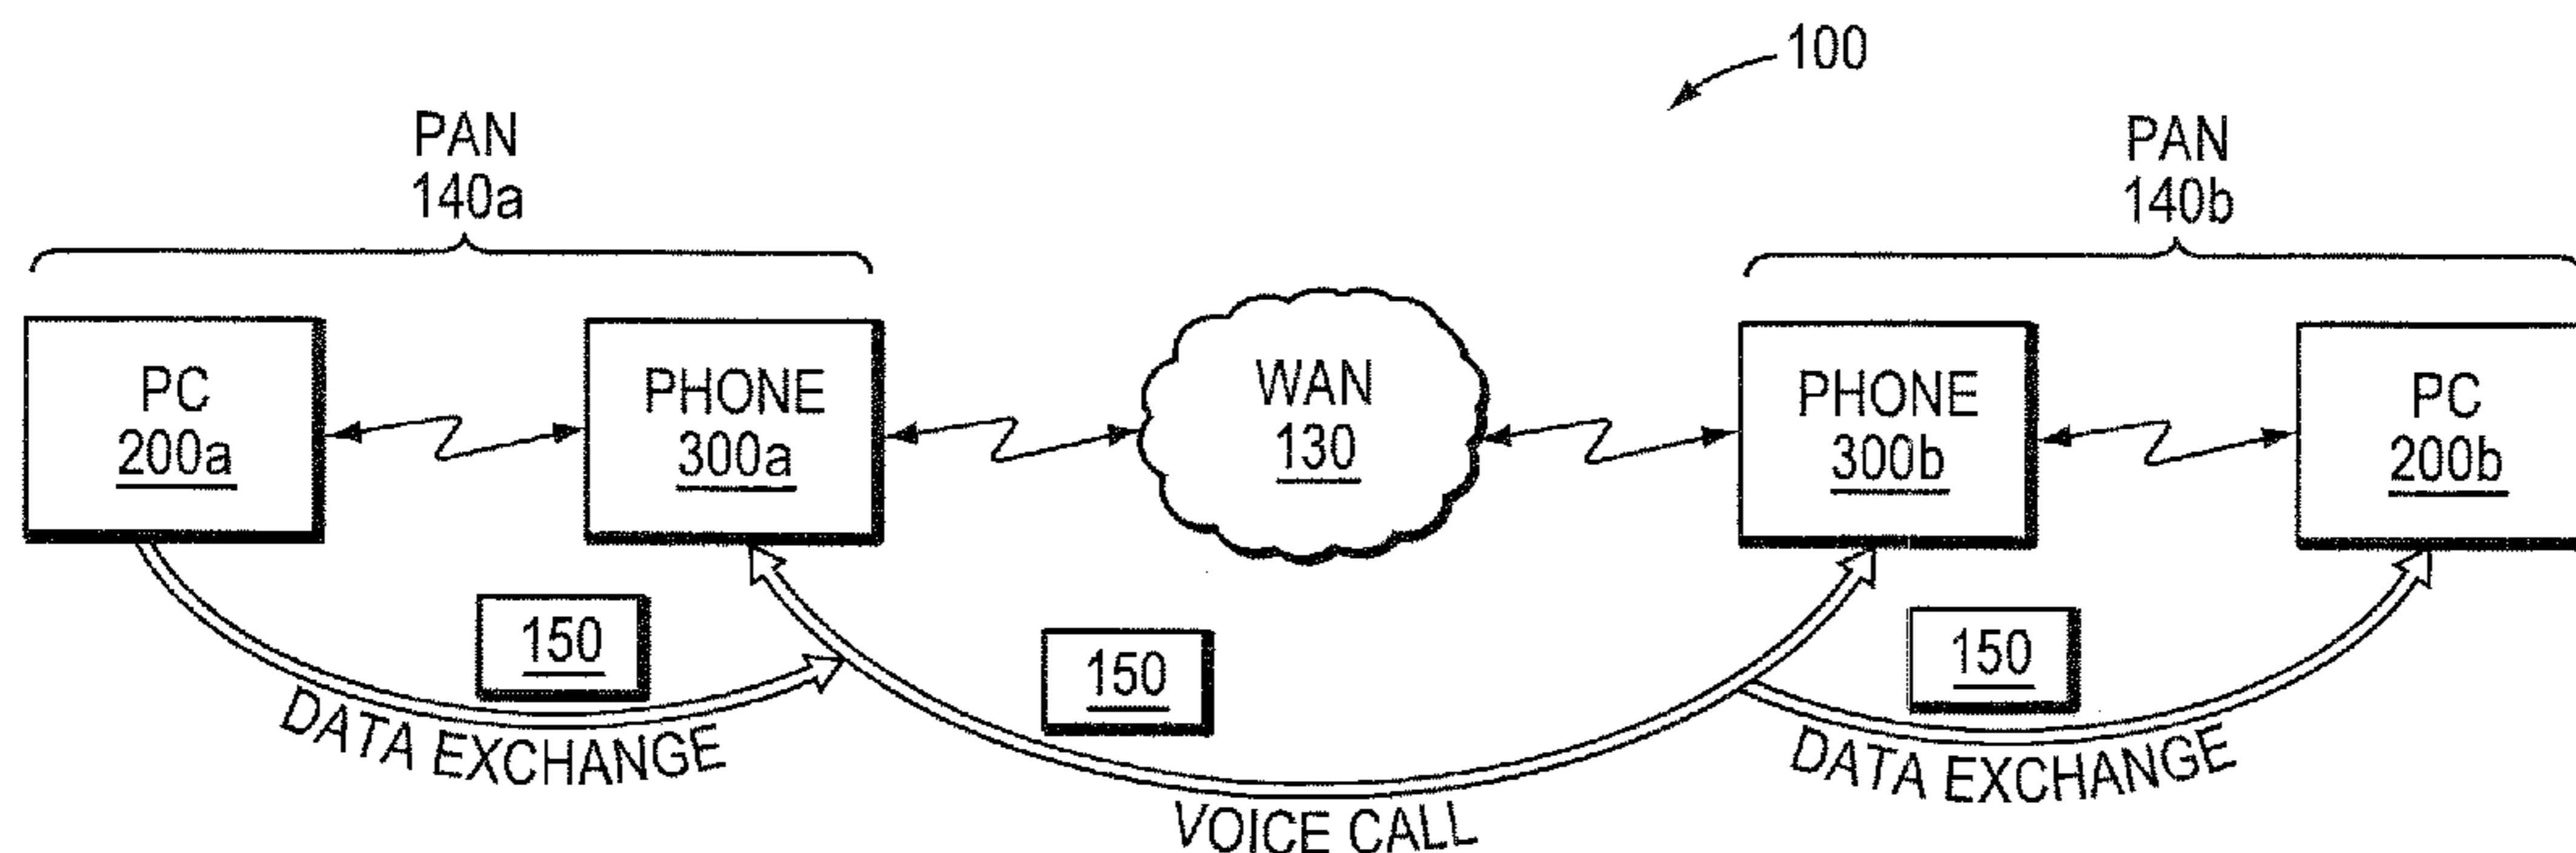 100
PAN
140a
PAN
140b
PC
200a
PHONE
300a
WAN
130
PHONE
300b
PC
200b
150
150
150
DATA EXCHANGE
VOICE CALL
DATA EXCHANGE